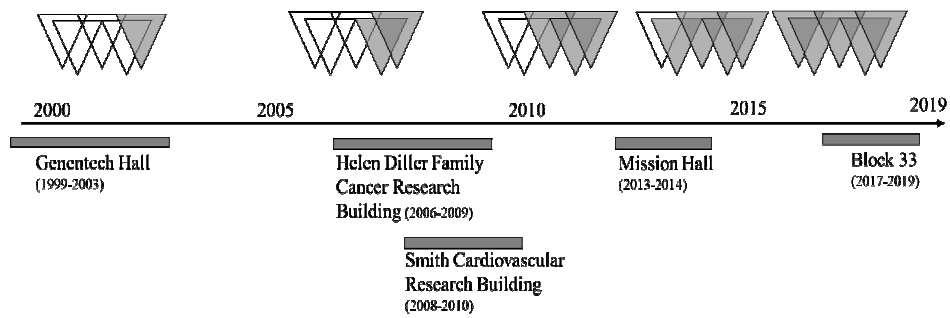 2000 2005 2010 2015 2019
Genentech Hall
(1999-2003)
Helen Diller Family
Cancer Research
Building (2006-2009)
Mission Hall
(2013-2014)
Block 33
(2017-2019)
Smith Cardiovascular
Research Building
(2008-2010)